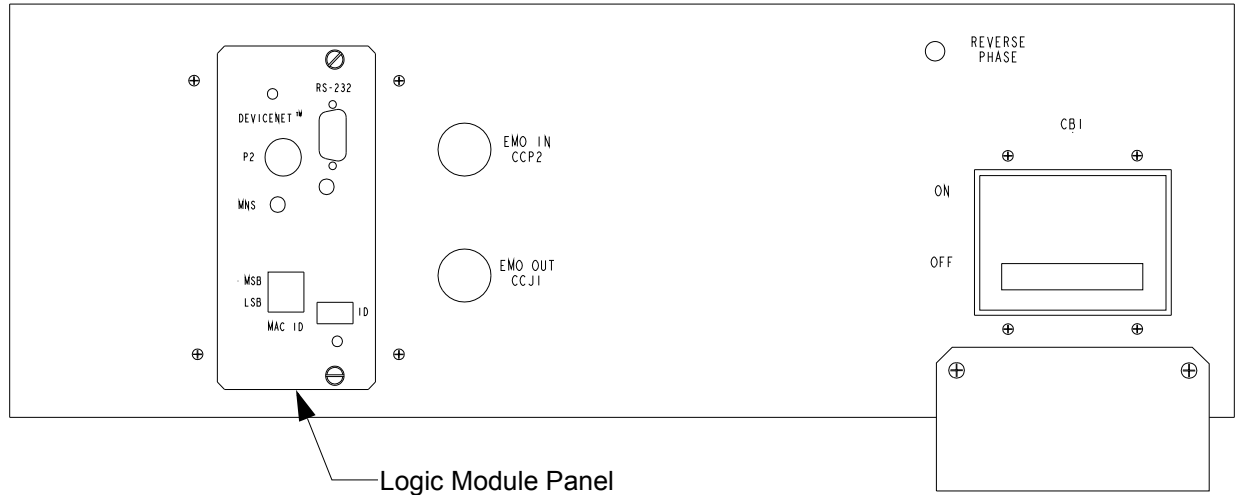 RS-232
DEVICENET™
P2
MNS
MSB
LSB
MAC ID
ID
EMO IN
CCP2
EMO OUT
CCJ1
REVERSE
PHASE
CB1
ON
OFF
Logic Module Panel